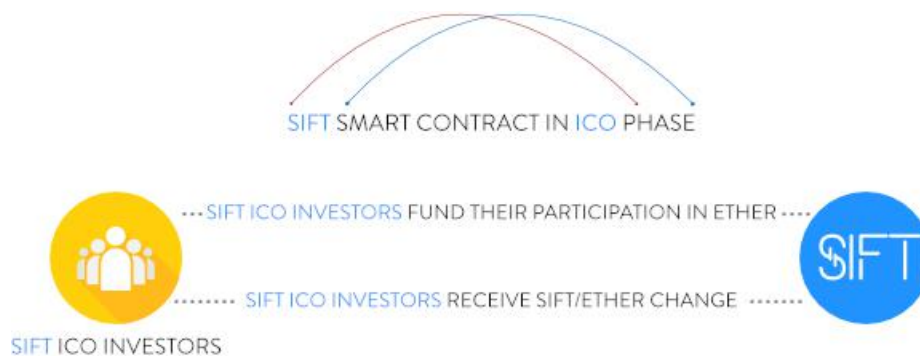 SIFT SMART CONTRACT IN ICO PHASE
SIFT ICO INVESTORS FUND THEIR PARTICIPATION IN ETHER
SIFT
SIFT ICO INVESTORS RECEIVE SIFT/ETHER CHANGE
SIFT ICO INVESTORS